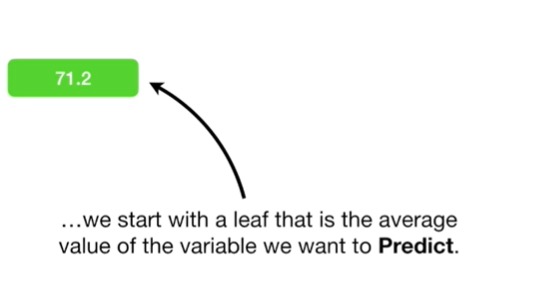 71.2
...we start with a leaf that is the average
value of the variable we want to Predict.